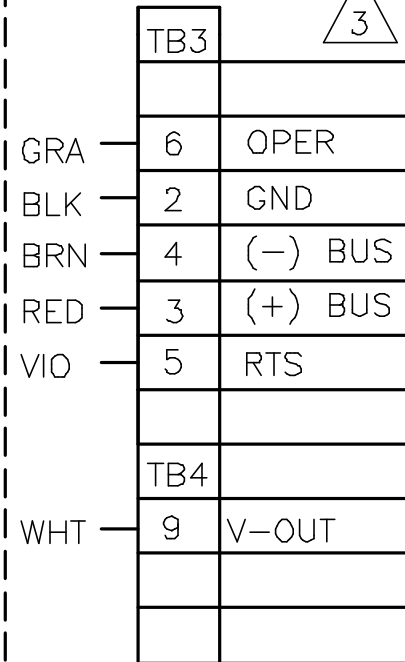 TB3 3
GRA 6 OPER
BLK 2 GND
BRN 4 (-) BUS
RED 3 (+) BUS
VIO 5 RTS
TB4
WHT 9 V-OUT